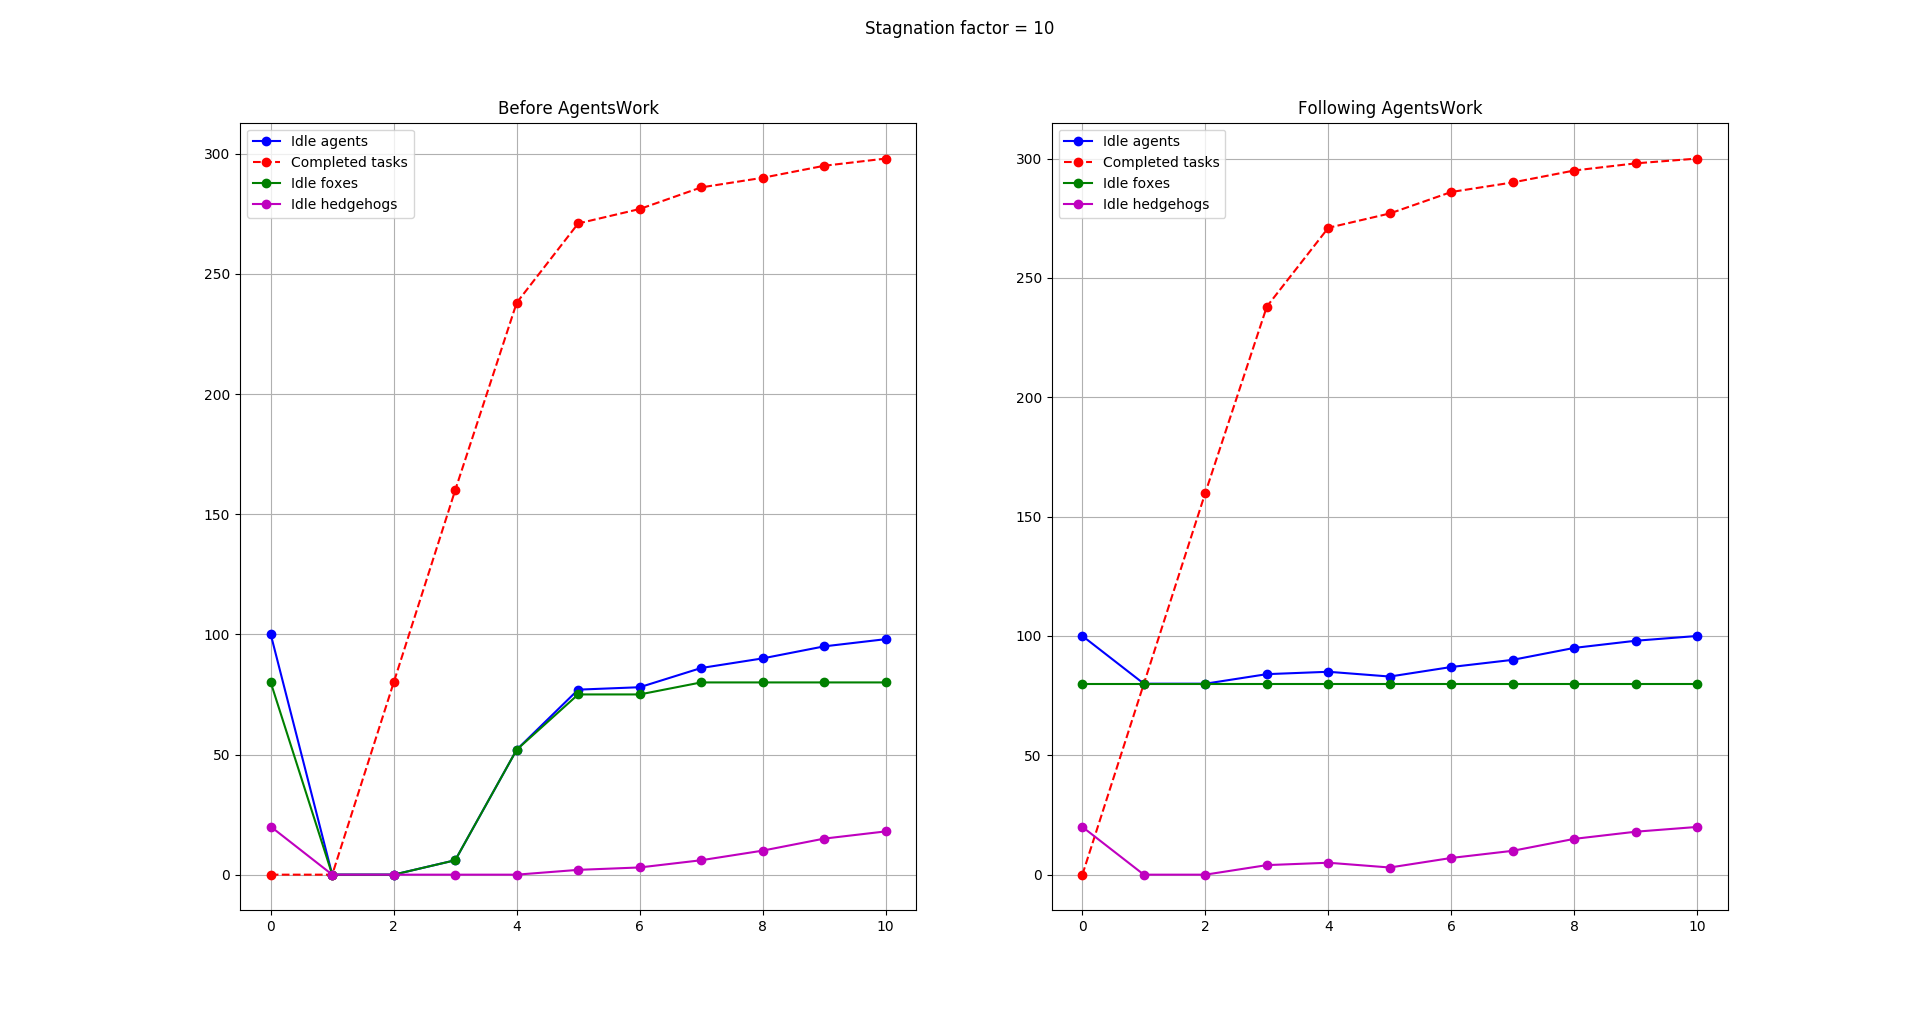 Stagnation factor = 10
Before AgentsWork
Idle agents
Completed tasks
Idle foxes
Idle hedgehogs
300
250
200
150
100
50
0
0 2 4 6 8 10
Following AgentsWork
Idle agents
Completed tasks
Idle foxes
Idle hedgehogs
300
250
200
150
100
50
0
0 2 4 6 8 10